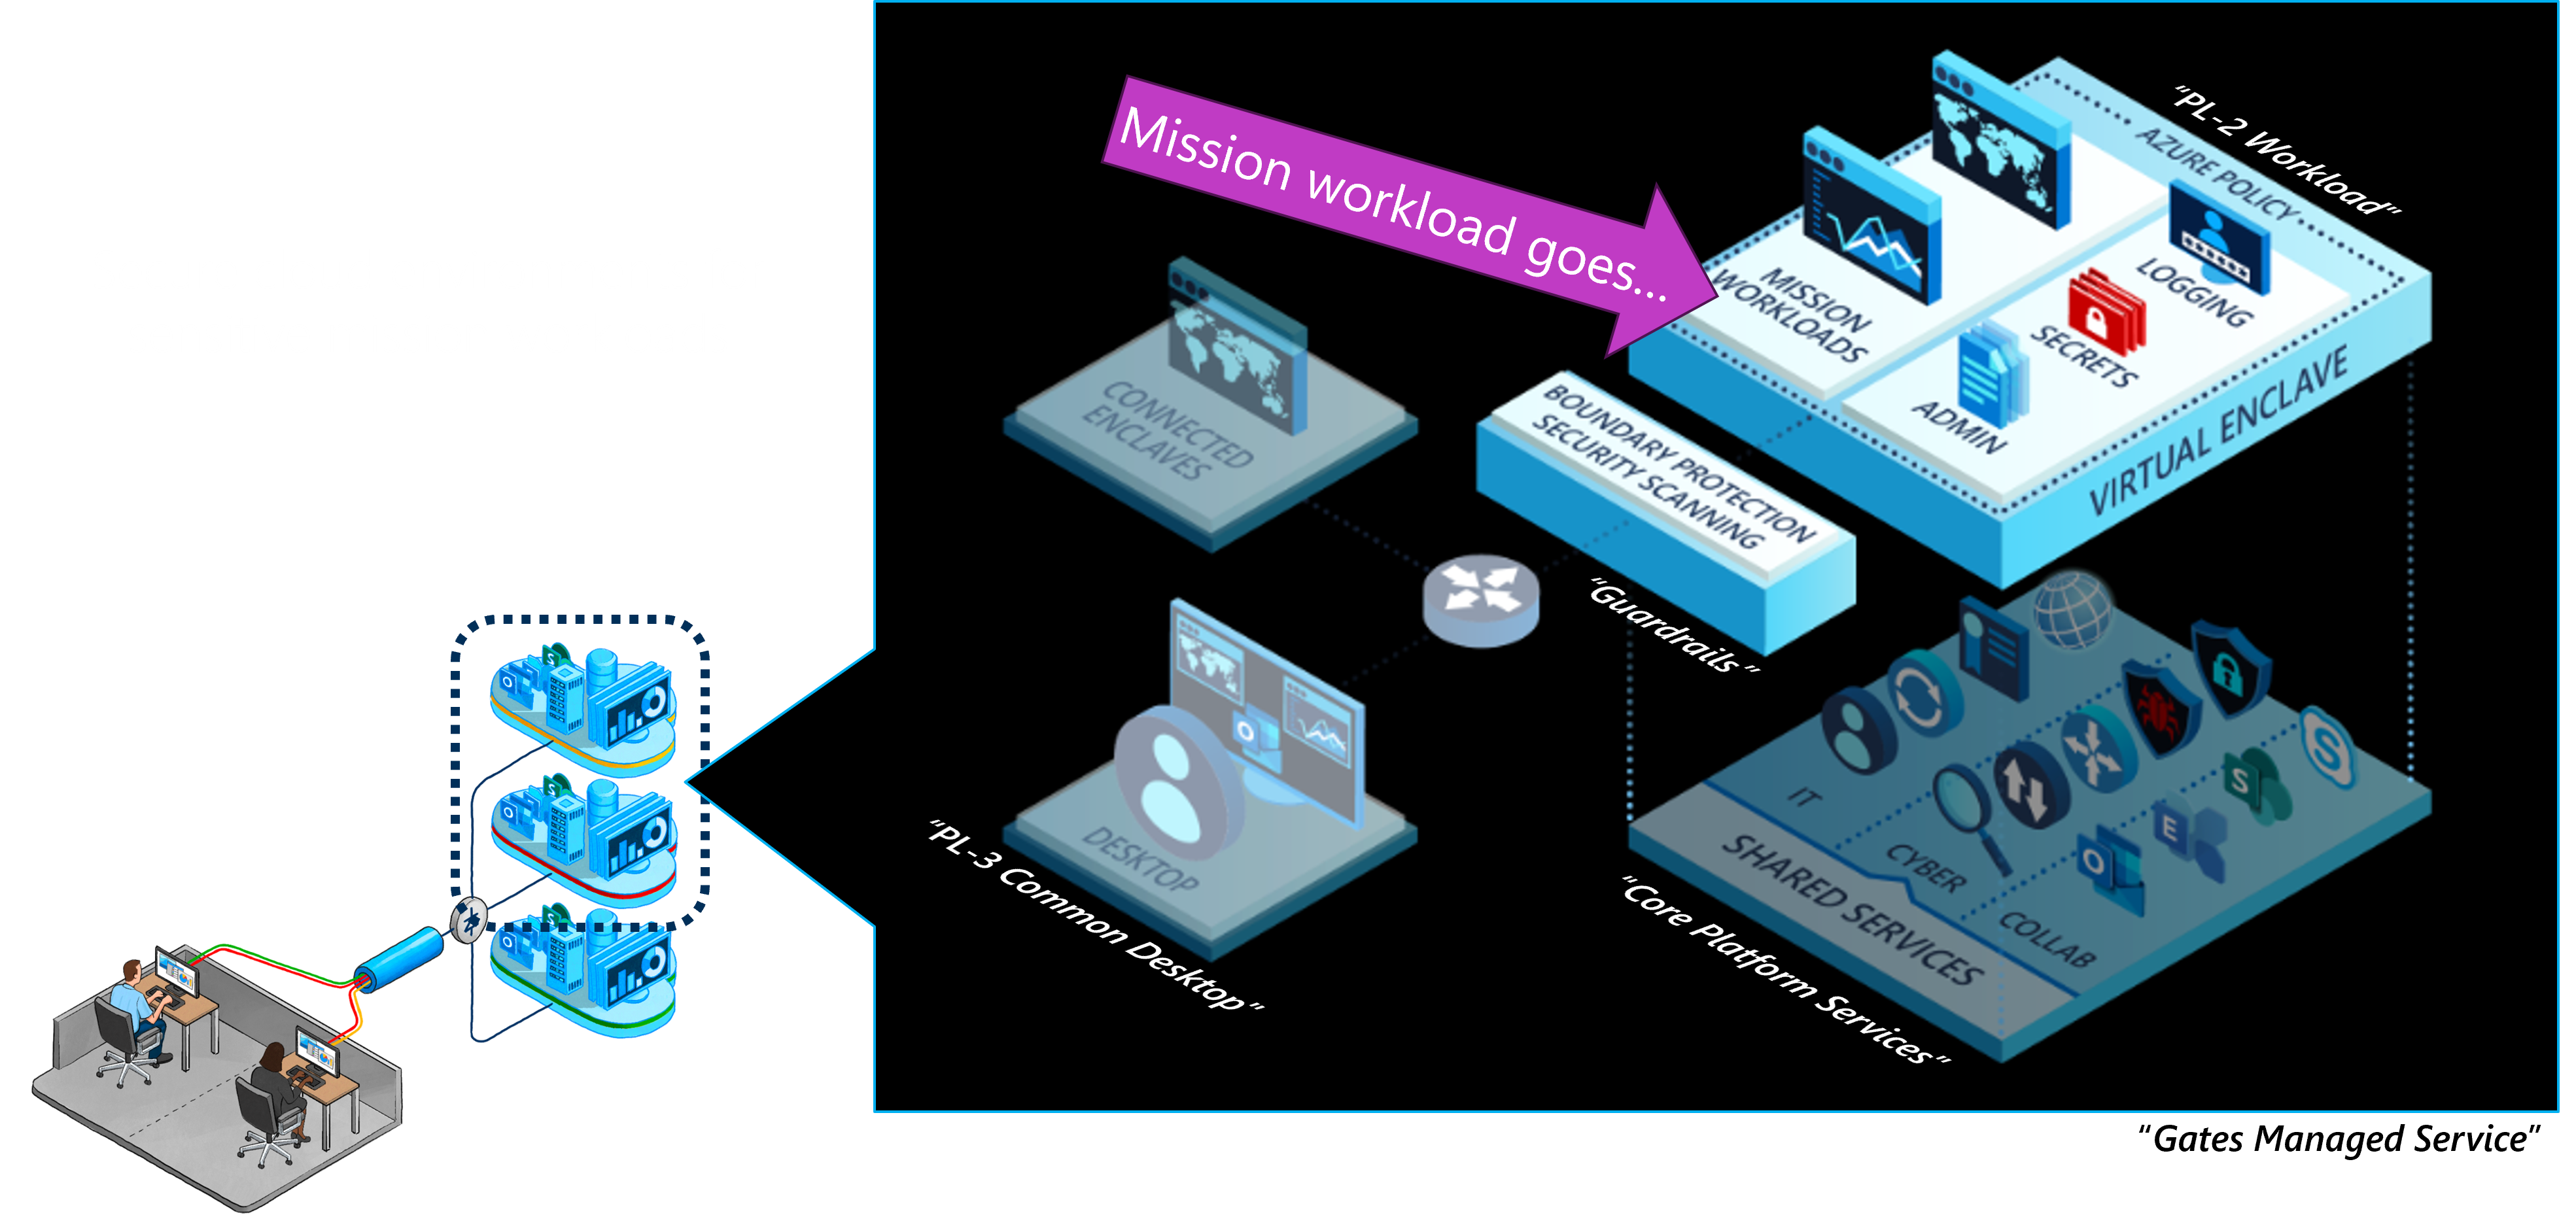 Mission workload goes...
"PL-2 Workload"
AZURE POLICY
MISSION
WORKLOADS
LOGGING
SECRETS
ADMIN
VIRTUAL ENCLAVE
CONNECTED
ENCLAVES
BOUNDARY PROTECTION
SECURITY SCANNING
"Guardrails"
DESKTOP
"PL-3 Common Desktop"
IT
CYBER
COLLAB
SHARED SERVICES
"Core Platform Services"
S
E
O
S
O
S
O
S
O
S
O
“Gates Managed Service”